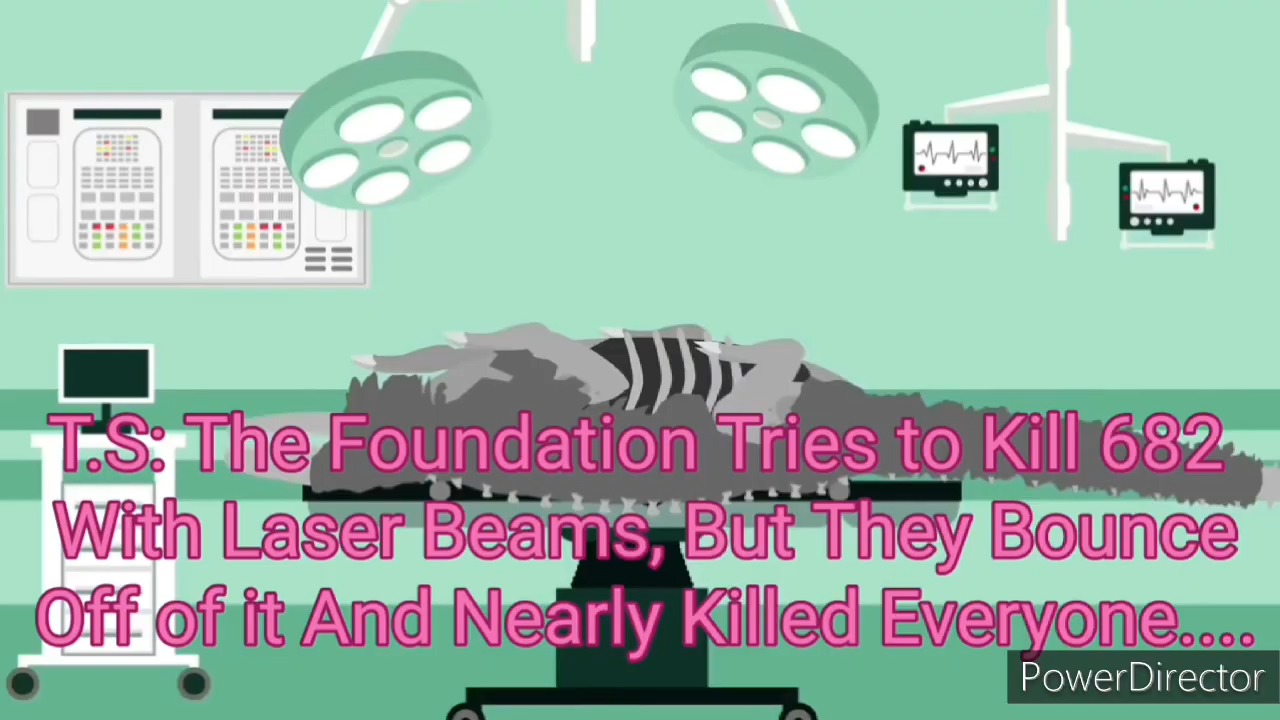 T.S: The Foundation Tries to Kill 682
With Laser Beams, But They Bounce
Off of it And Nearly Killed Everyone....
PowerDirector